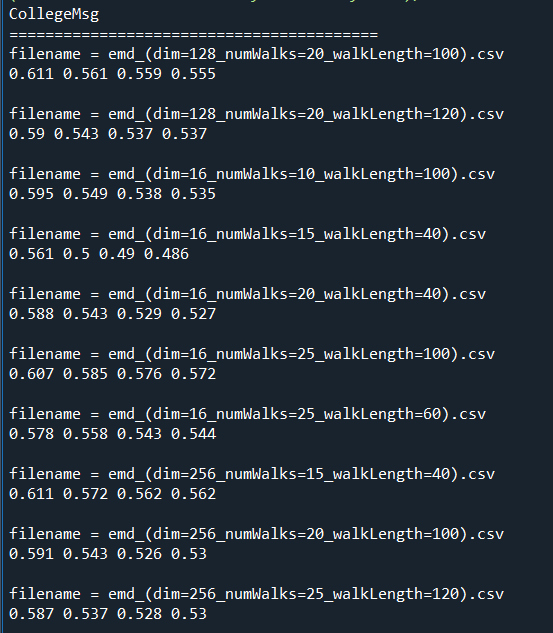 CollegeMsg
=========================================
filename = emd_(dim=128_numWalks=20_walkLength=100).csv
0.611 0.561 0.559 0.555
filename = emd_(dim=128_numWalks=20_walkLength=120).csv
0.59 0.543 0.537 0.537
filename = emd_(dim=16_numWalks=10_walkLength=100).csv
0.595 0.549 0.538 0.535
filename = emd_(dim=16_numWalks=15_walkLength=40).csv
0.561 0.5 0.49 0.486
filename = emd_(dim=16_numWalks=20_walkLength=40).csv
0.588 0.543 0.529 0.527
filename = emd_(dim=16_numWalks=25_walkLength=100).csv
0.607 0.585 0.576 0.572
filename = emd_(dim=16_numWalks=25_walkLength=60).csv
0.578 0.558 0.543 0.544
filename = emd_(dim=256_numWalks=15_walkLength=40).csv
0.611 0.572 0.562 0.562
filename = emd_(dim=256_numWalks=20_walkLength=100).csv
0.591 0.543 0.526 0.53
filename = emd_(dim=256_numWalks=25_walkLength=120).csv
0.587 0.537 0.528 0.53